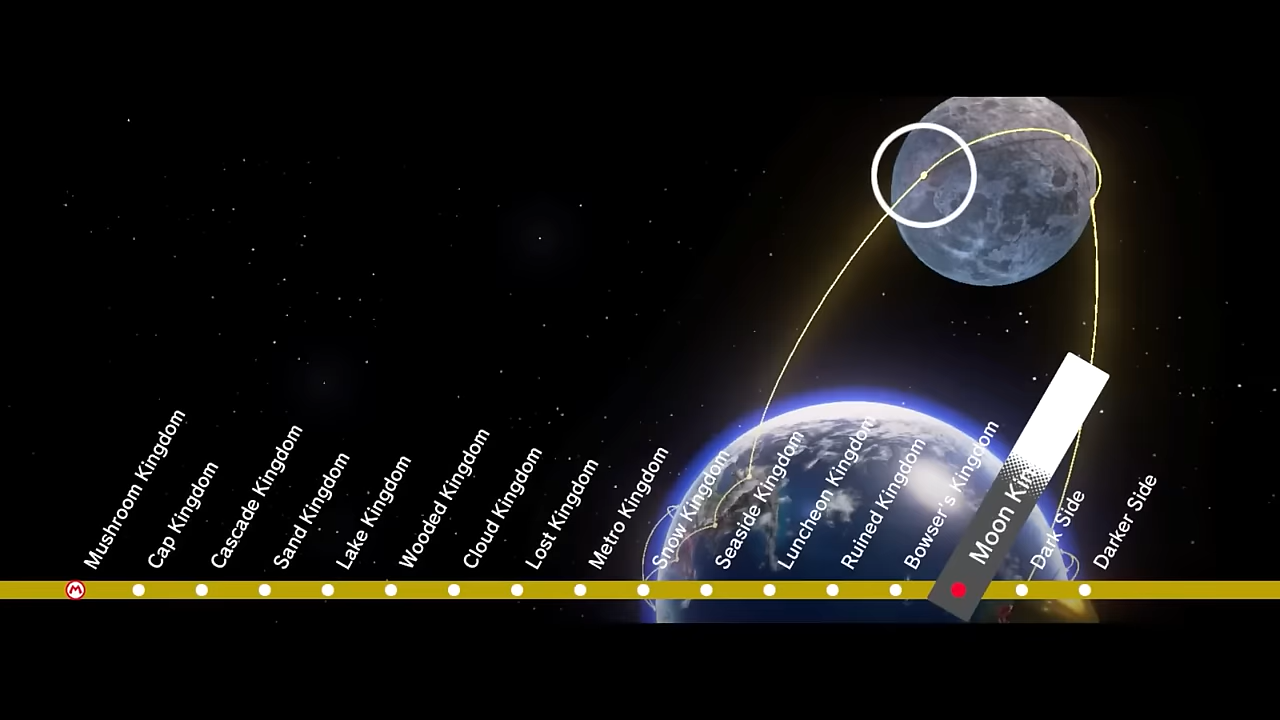 Mushroom Kingdom
Cap Kingdom
Cascade Kingdom
Sand Kingdom
Lake Kingdom
Wooded Kingdom
Cloud Kingdom
Lost Kingdom
Metro Kingdom
Snow Kingdom
Seaside Kingdom
Luncheon Kingdom
Ruined Kingdom
Bowser's Kingdom
Moon
Dark Side
Darker Side